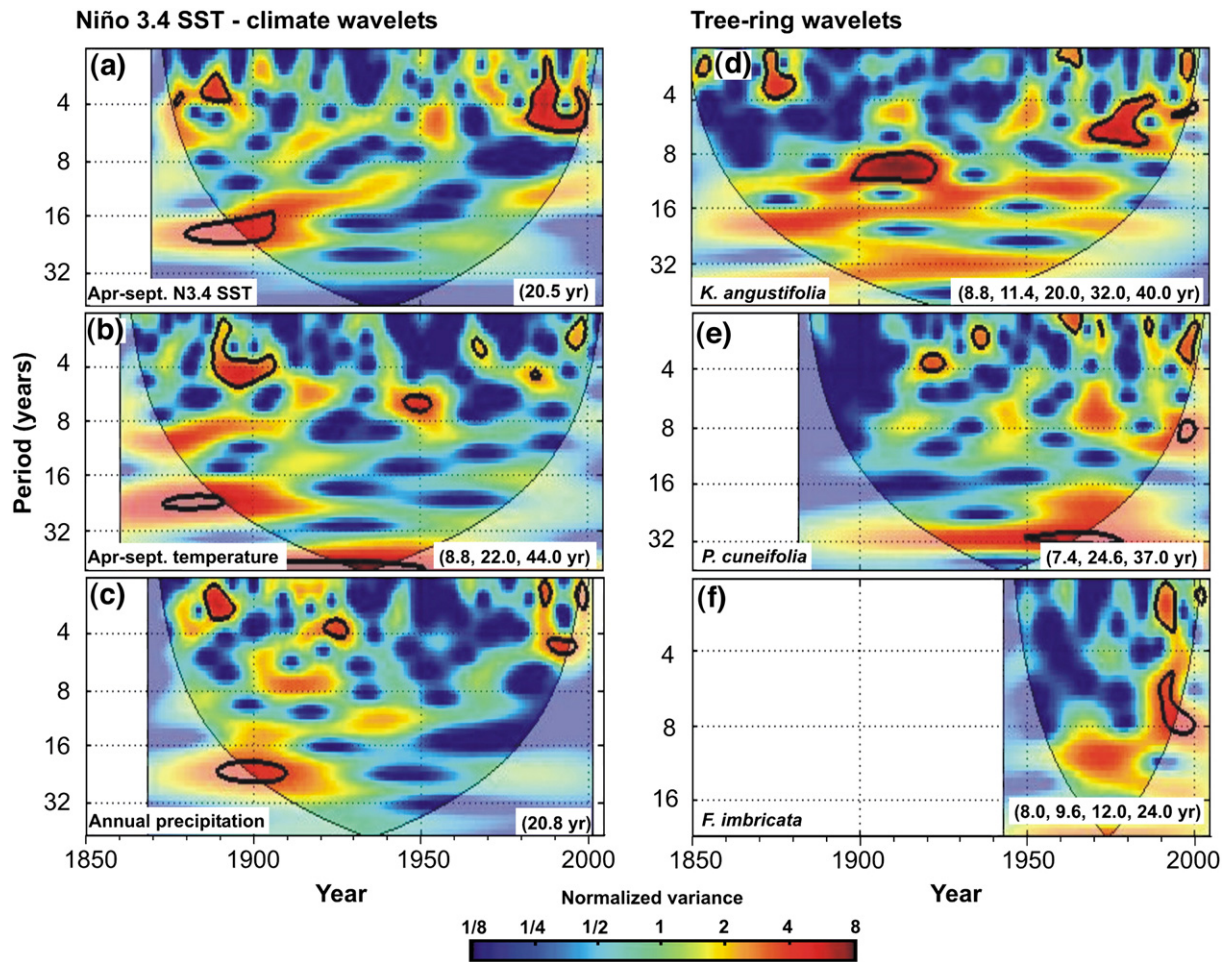 Niño 3.4 SST - climate wavelets
Tree-ring wavelets
Period (years)
(a)
4
8
16
32
Apr-sept. N3.4 SST
(20.5 yr)
(b)
4
8
16
32
Apr-sept. temperature
(8.8, 22.0, 44.0 yr)
(c)
4
8
16
32
Annual precipitation
(20.8 yr)
1850
1900
1950
2000
Year
(d)
4
8
16
32
K. angustifolia
(8.8, 11.4, 20.0, 32.0, 40.0 yr)
(e)
4
8
16
32
P. cuneifolia
(7.4, 24.6, 37.0 yr)
(f)
4
8
16
F. imbricata
(8.0, 9.6, 12.0, 24.0 yr)
1850
1900
1950
2000
Year
Normalized variance
1/8 1/4 1/2 1 2 4 8